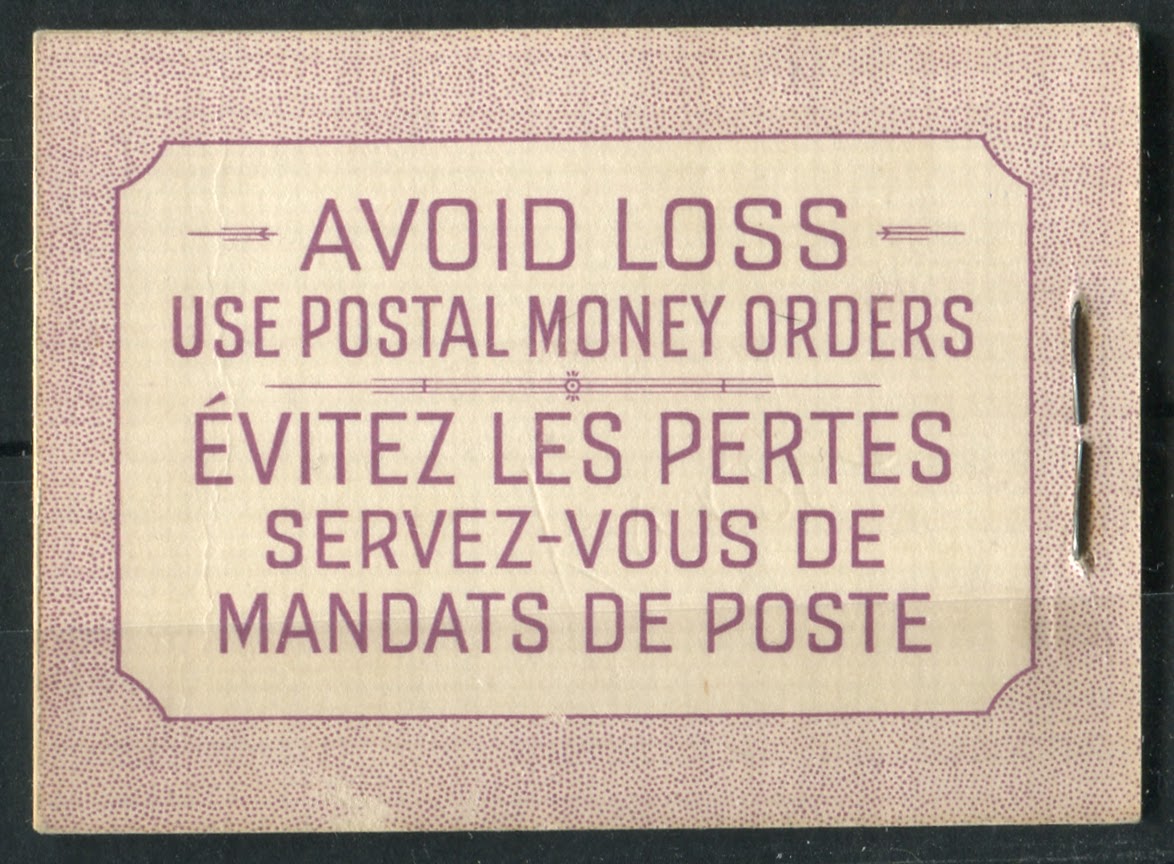 AVOID LOSS
USE POSTAL MONEY ORDERS
ÉVITEZ LES PERTES
SERVEZ-VOUS DE
MANDATS DE POSTE